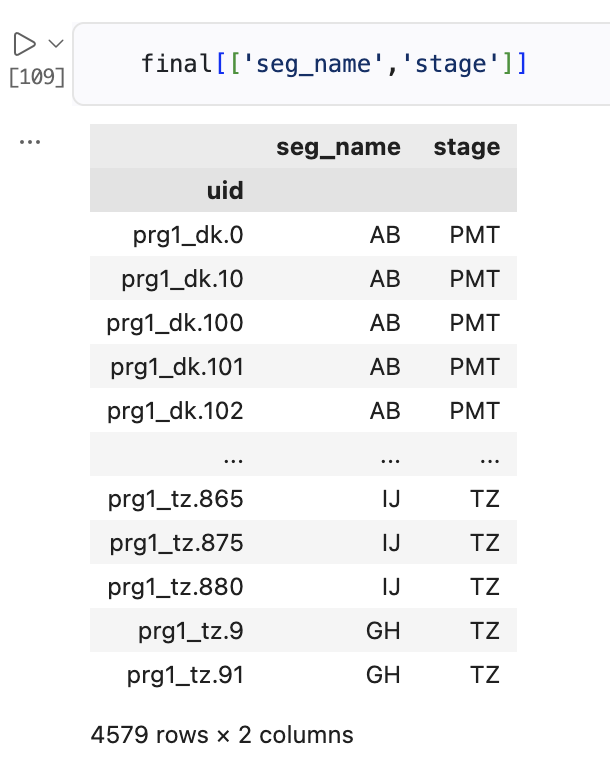 [109]
final[['seg_name','stage']]
...
seg_name stage
uid
prg1_dk.0 AB PMT
prg1_dk.10 AB PMT
prg1_dk.100 AB PMT
prg1_dk.101 AB PMT
prg1_dk.102 AB PMT
... ... ...
prg1_tz.865 IJ TZ
prg1_tz.875 IJ TZ
prg1_tz.880 IJ TZ
prg1_tz.9 GH TZ
prg1_tz.91 GH TZ
4579 rows × 2 columns